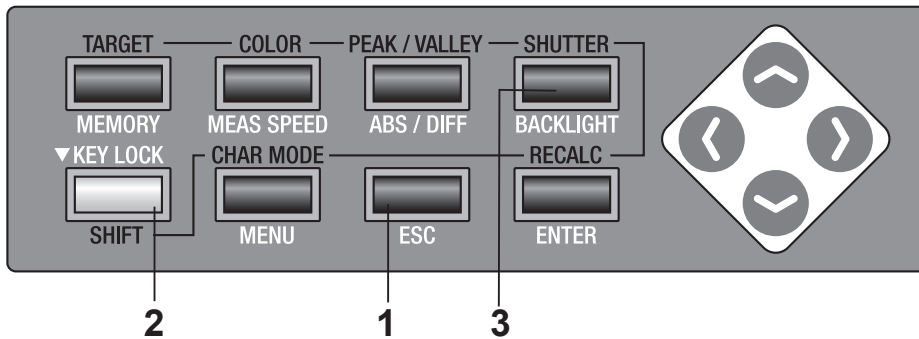 TARGET COLOR PEAK / VALLEY SHUTTER
MEMORY MEAS SPEED ABS / DIFF BACKLIGHT
▼KEY LOCK CHAR MODE RECALC
SHIFT MENU ESC ENTER
2 1 3